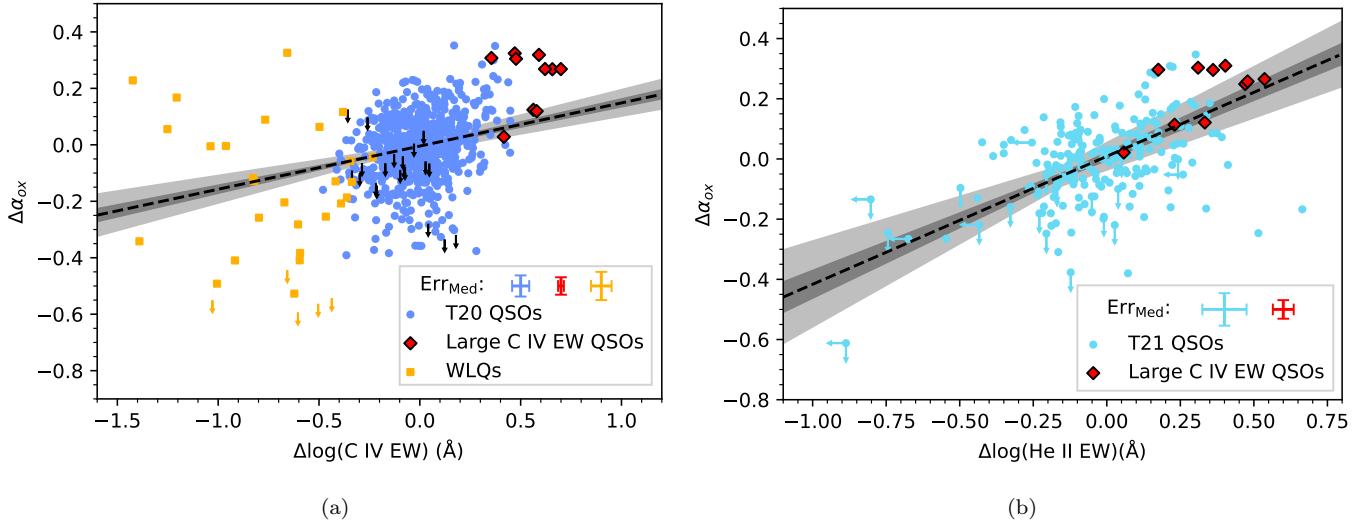 0.4
0.2
0.0
−0.2
−0.4
−0.6
−0.8
Δα_ox
−1.5
−1.0
−0.5
0.0
0.5
1.0
Δlog(C IV EW) (Å)
Err_Med:
T20 QSOs
Large C IV EW QSOs
WLQs
(a)
0.4
0.2
0.0
−0.2
−0.4
−0.6
−0.8
Δα_ox
−1.00
−0.75
−0.50
−0.25
0.00
0.25
0.50
0.75
Δlog(He II EW)(Å)
Err_Med:
T21 QSOs
Large C IV EW QSOs
(b)